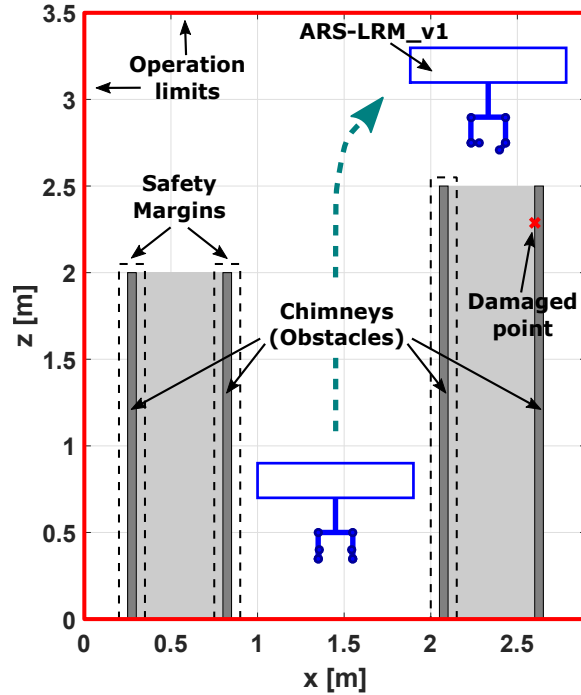 3.5
ARS-LRM_v1
Operation
limits
3
Safety
Margins
2.5
Damaged
point
2
Chimneys
(Obstacles)
1.5
z [m]
1
0.5
0
0
0.5
1
1.5
2
2.5
x [m]